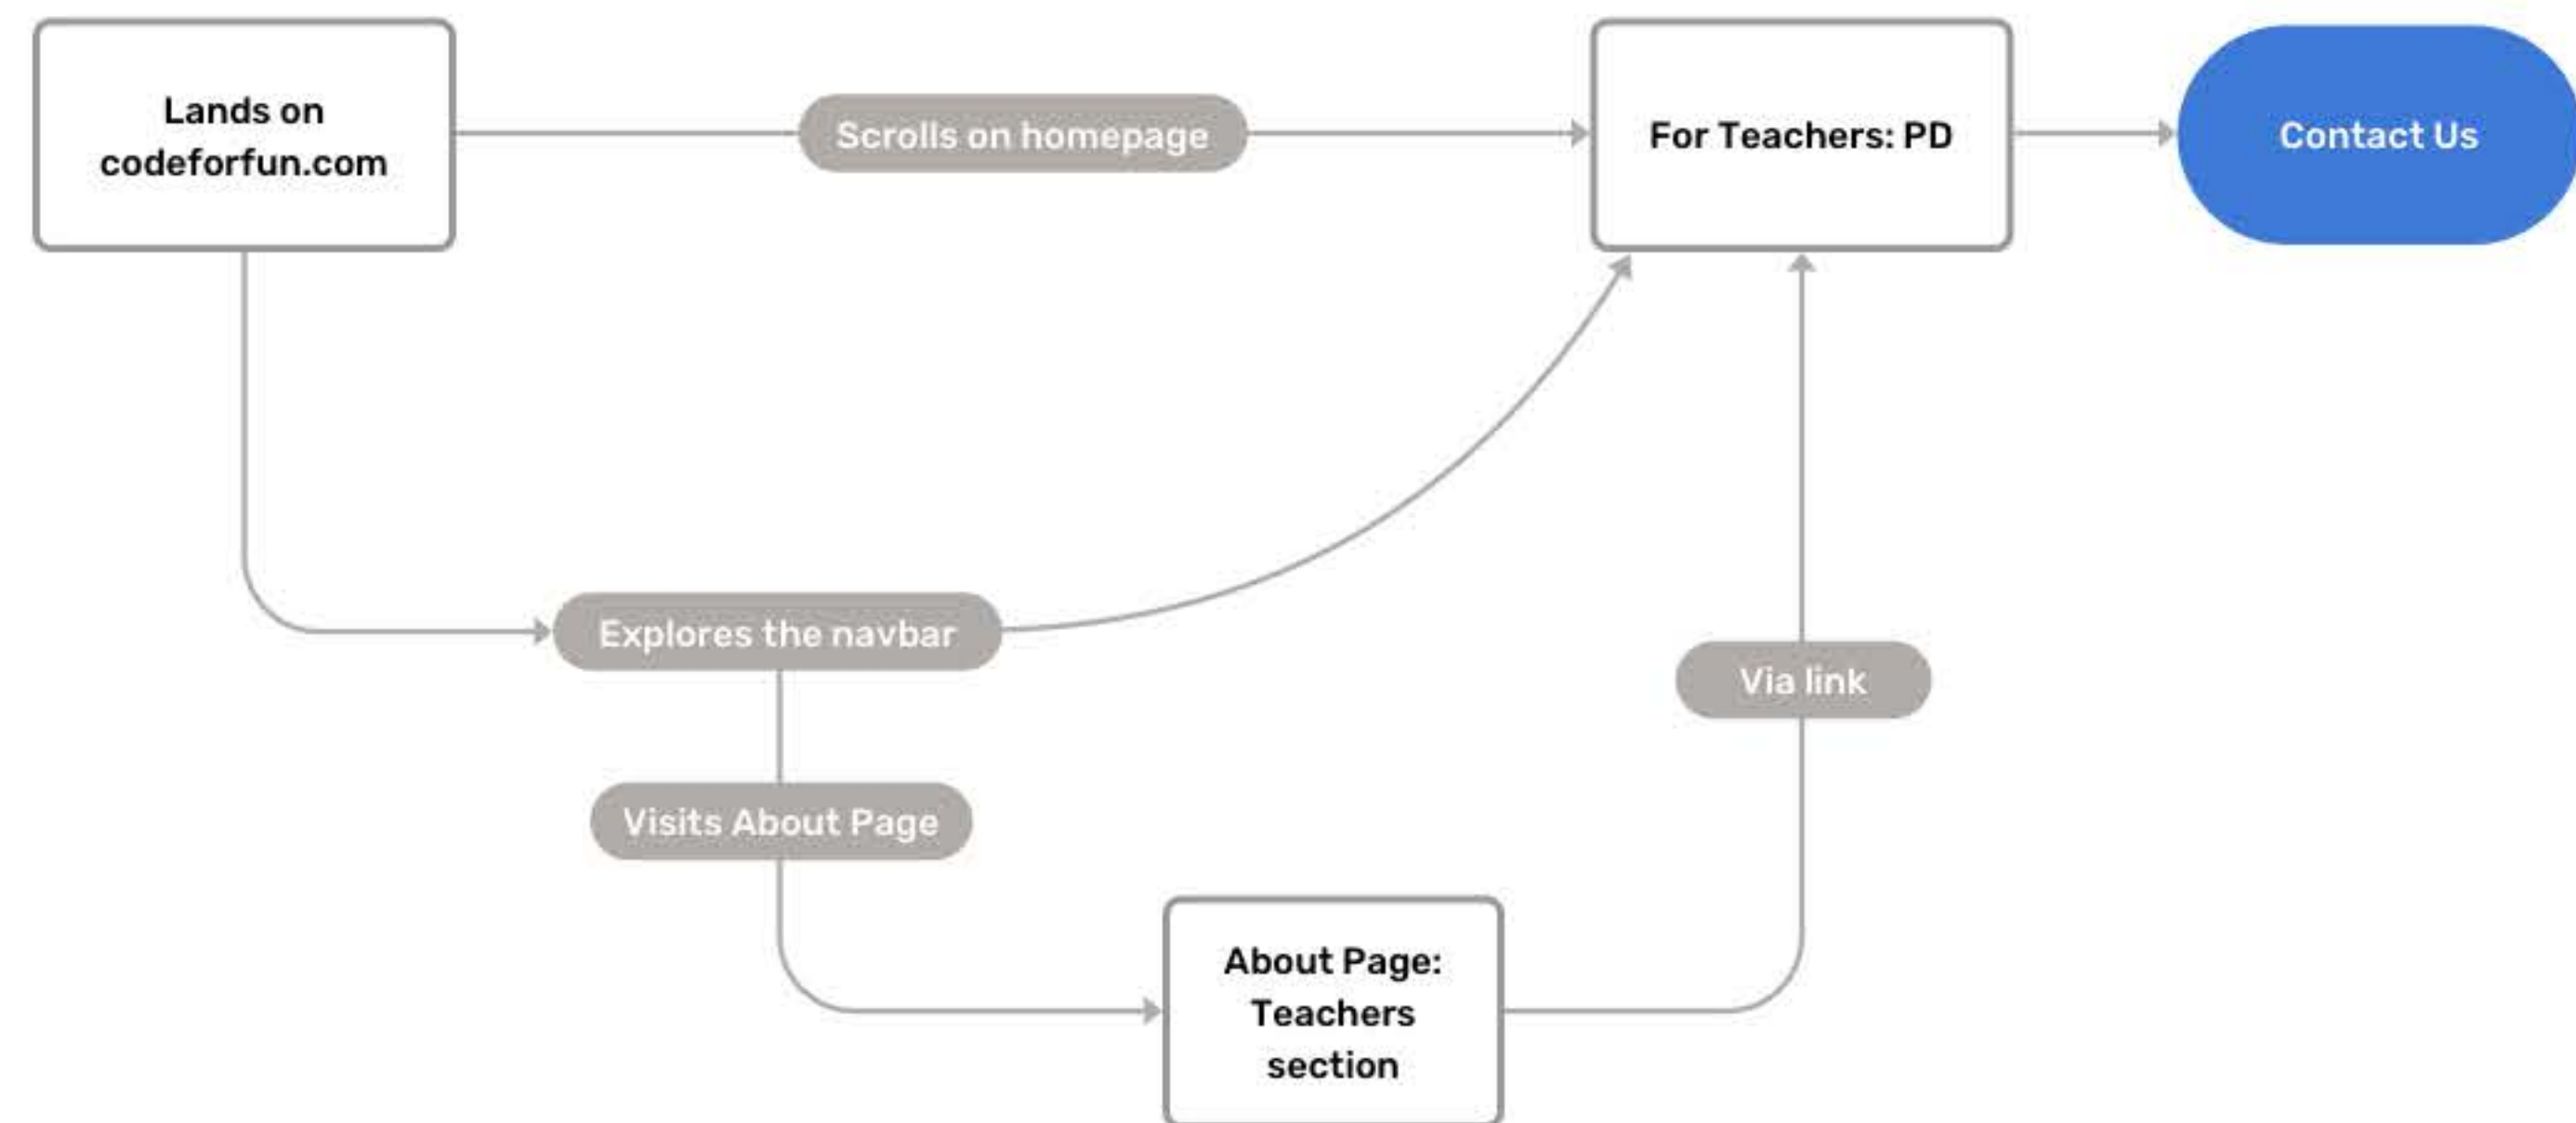 Lands on
codeforfun.com
Scrolls on homepage
For Teachers: PD
Contact Us
Explores the navbar
Via link
Visits About Page
About Page:
Teachers
section